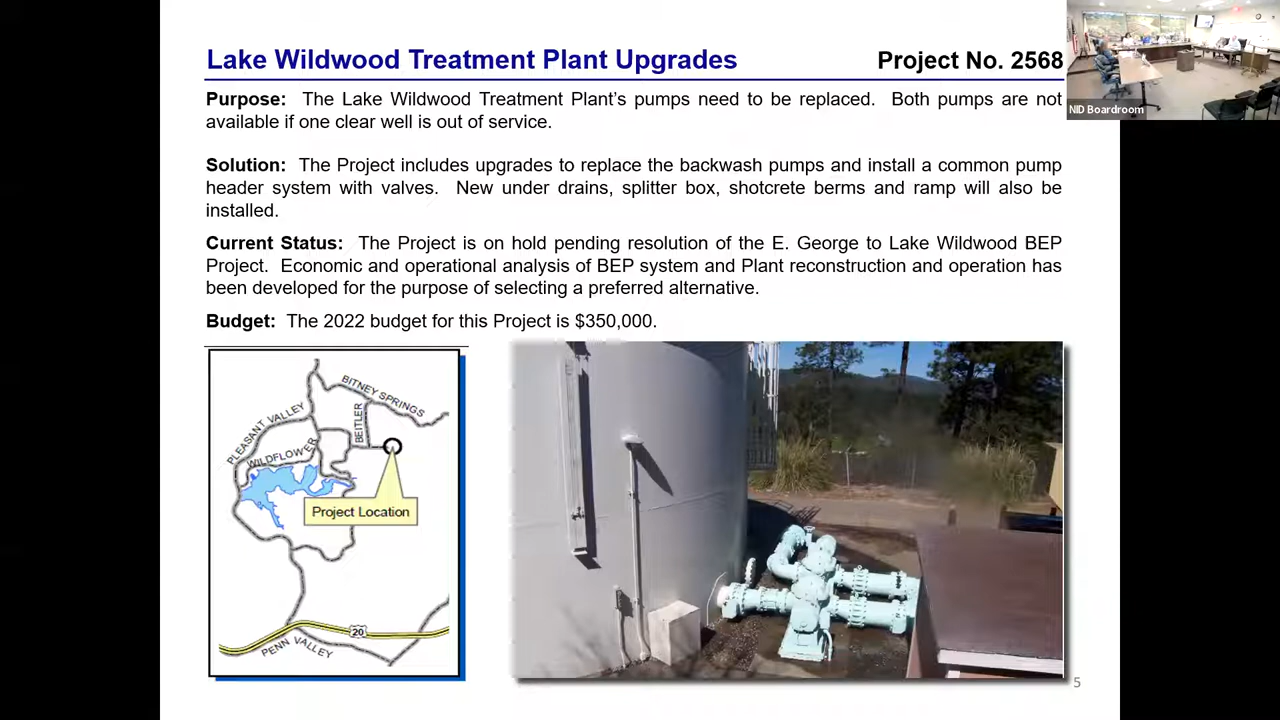 Lake Wildwood Treatment Plant Upgrades
Project No. 2568
NID Boardroom
Purpose: The Lake Wildwood Treatment Plant's pumps need to be replaced. Both pumps are not
available if one clear well is out of service.
Solution: The Project includes upgrades to replace the backwash pumps and install a common pump
header system with valves. New under drains, splitter box, shotcrete berms and ramp will also be
installed.
Current Status: The Project is on hold pending resolution of the E. George to Lake Wildwood BEP
Project. Economic and operational analysis of BEP system and Plant reconstruction and operation has
been developed for the purpose of selecting a preferred alternative.
Budget: The 2022 budget for this Project is $350,000.
BITNEY SPRINGS
PLEASANT VALLEY
BEITLER
WILDFLOWER
Project Location
20
PENN VALLEY
5